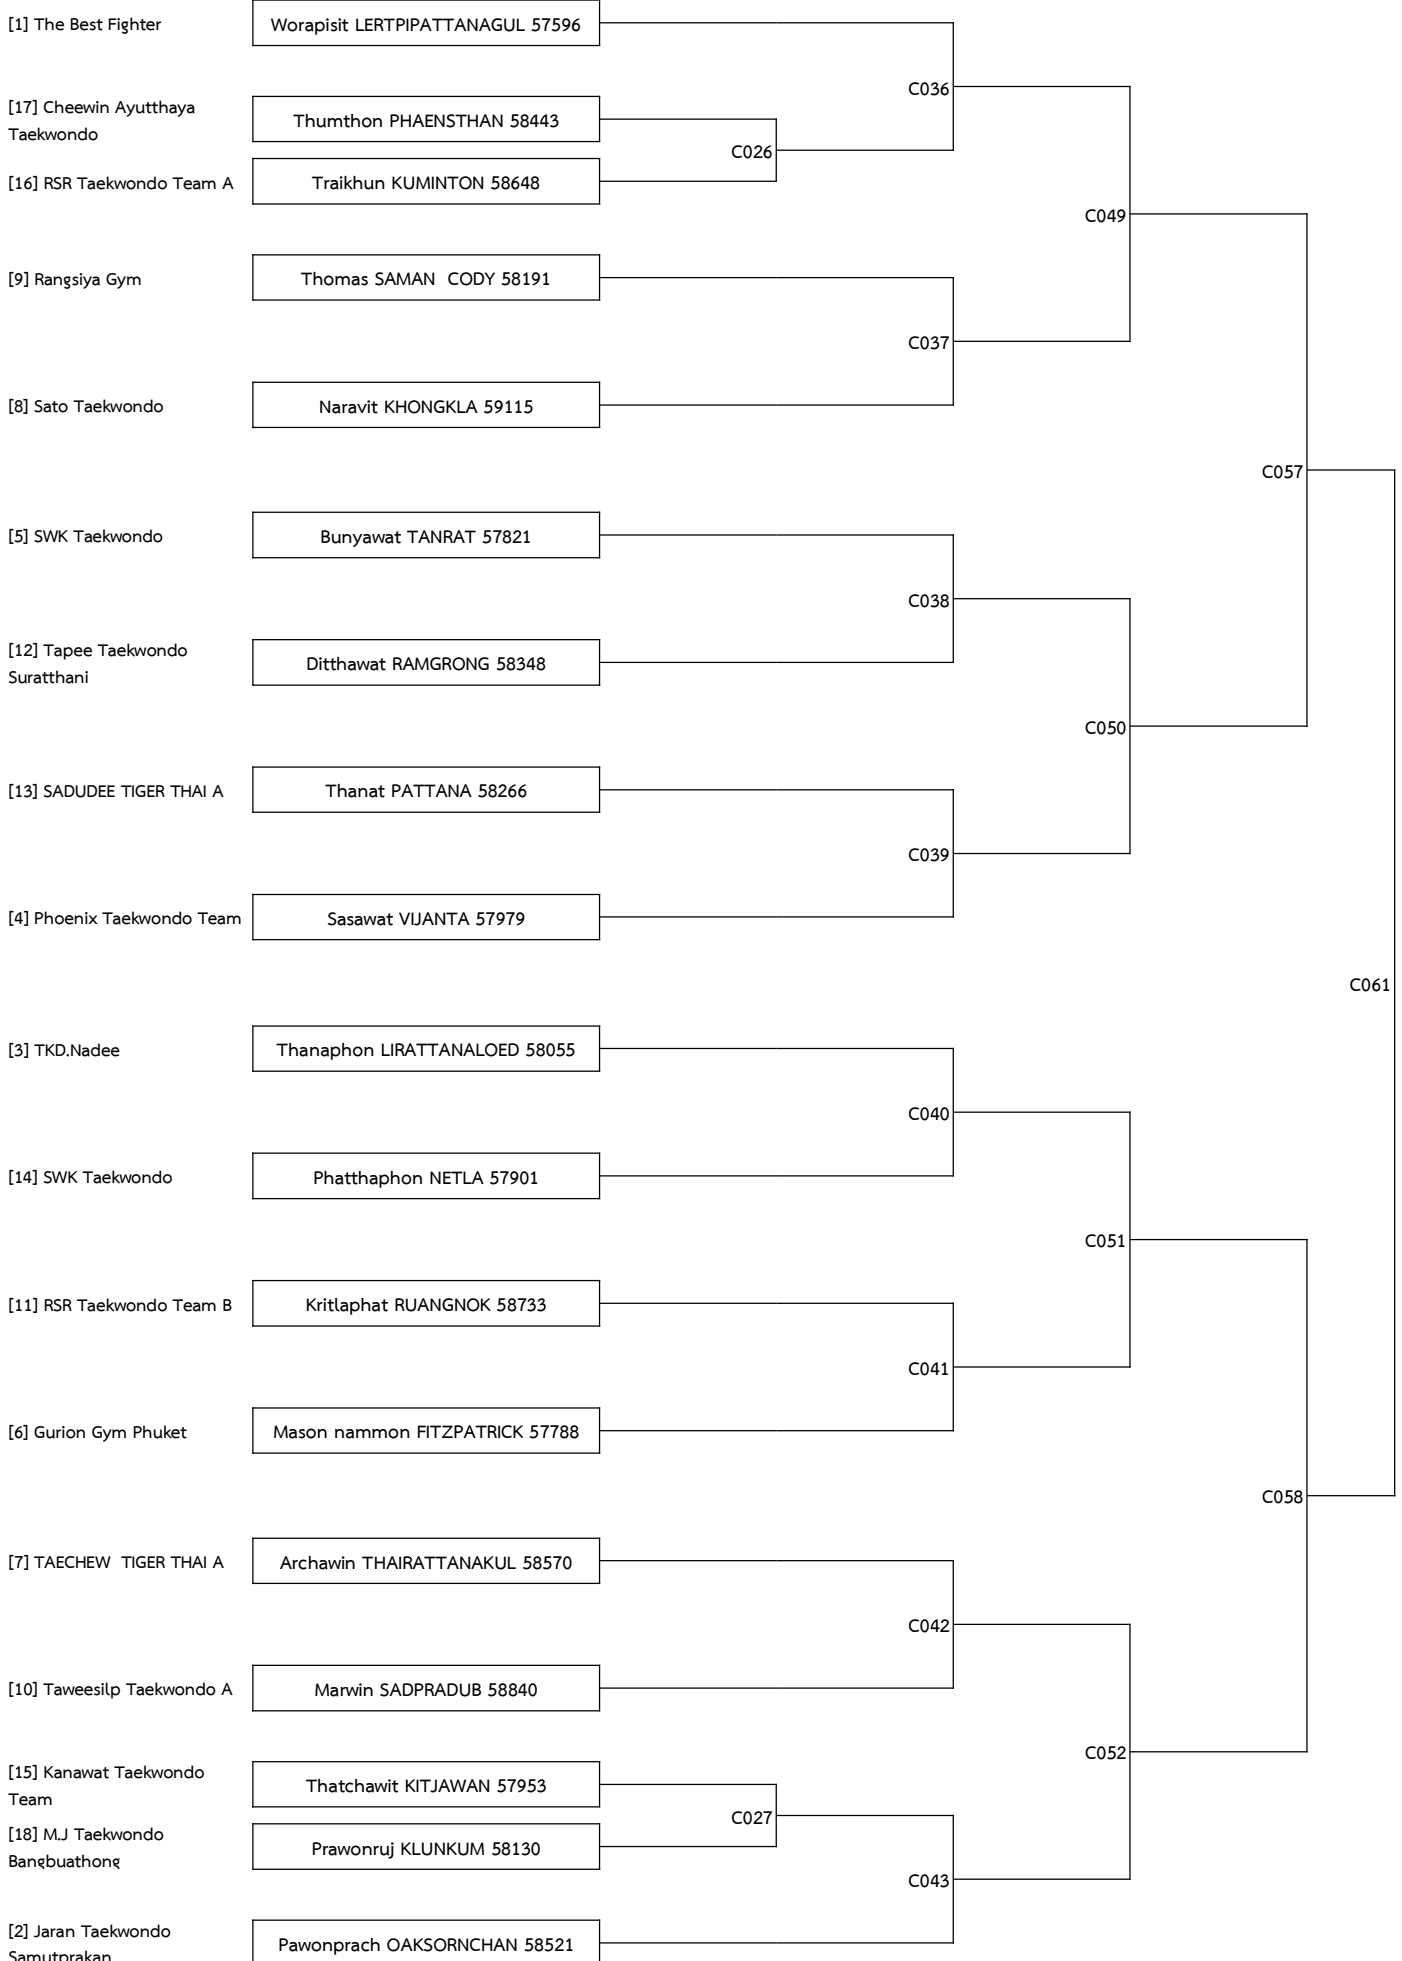 [1] The Best Fighter
Worapisit LERTPIPATTANAGUL 57596
C036
[17] Cheewin Ayutthaya
Taekwondo
Thumthon PHAENSTHAN 58443
C026
[16] RSR Taekwondo Team A
Traikhun KUMINTON 58648
C049
[9] Rangsiya Gym
Thomas SAMAN  CODY 58191
C037
[8] Sato Taekwondo
Naravit KHONGKLA 59115
C057
[5] SWK Taekwondo
Bunyawat TANRAT 57821
C038
[12] Tapee Taekwondo
Suratthani
Ditthawat RAMGRONG 58348
C050
[13] SADUDEE TIGER THAI A
Thanat PATTANA 58266
C039
[4] Phoenix Taekwondo Team
Sasawat VIJANTA 57979
C061
[3] TKD.Nadee
Thanaphon LIRATTANALOED 58055
C040
[14] SWK Taekwondo
Phatthaphon NETLA 57901
C051
[11] RSR Taekwondo Team B
Kritlaphat RUANGNOK 58733
C041
[6] Gurion Gym Phuket
Mason nammon FITZPATRICK 57788
C058
[7] TAECHEW  TIGER THAI A
Archawin THAIRATTANAKUL 58570
C042
[10] Taweesilp Taekwondo A
Marwin SADPRADUB 58840
C052
[15] Kanawat Taekwondo
Team
Thatchawit KITJAWAN 57953
C027
[18] M.J Taekwondo
Bangbuathong
Prawonruj KLUNKUM 58130
C043
[2] Jaran Taekwondo
Samutprakan
Pawonprach OAKSORNCHAN 58521